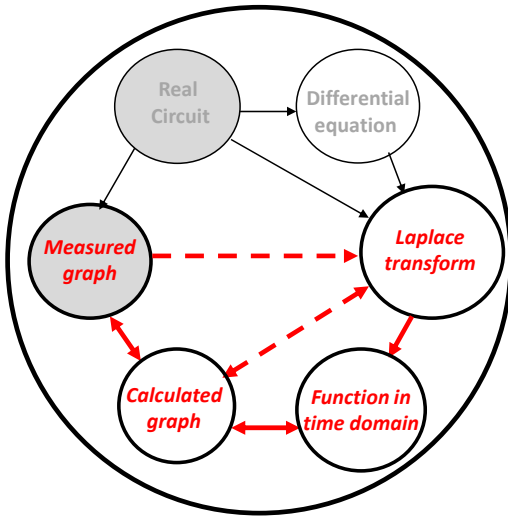 Real
Circuit
Differential
equation
Measured
graph
Laplace
transform
Calculated
graph
Function in
time domain